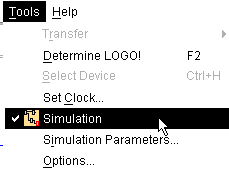 Tools Help
Transfer
Determine LOGO! F2
Select Device Ctrl+H
Set Clock...
Simulation
Simulation Parameters...
Options...